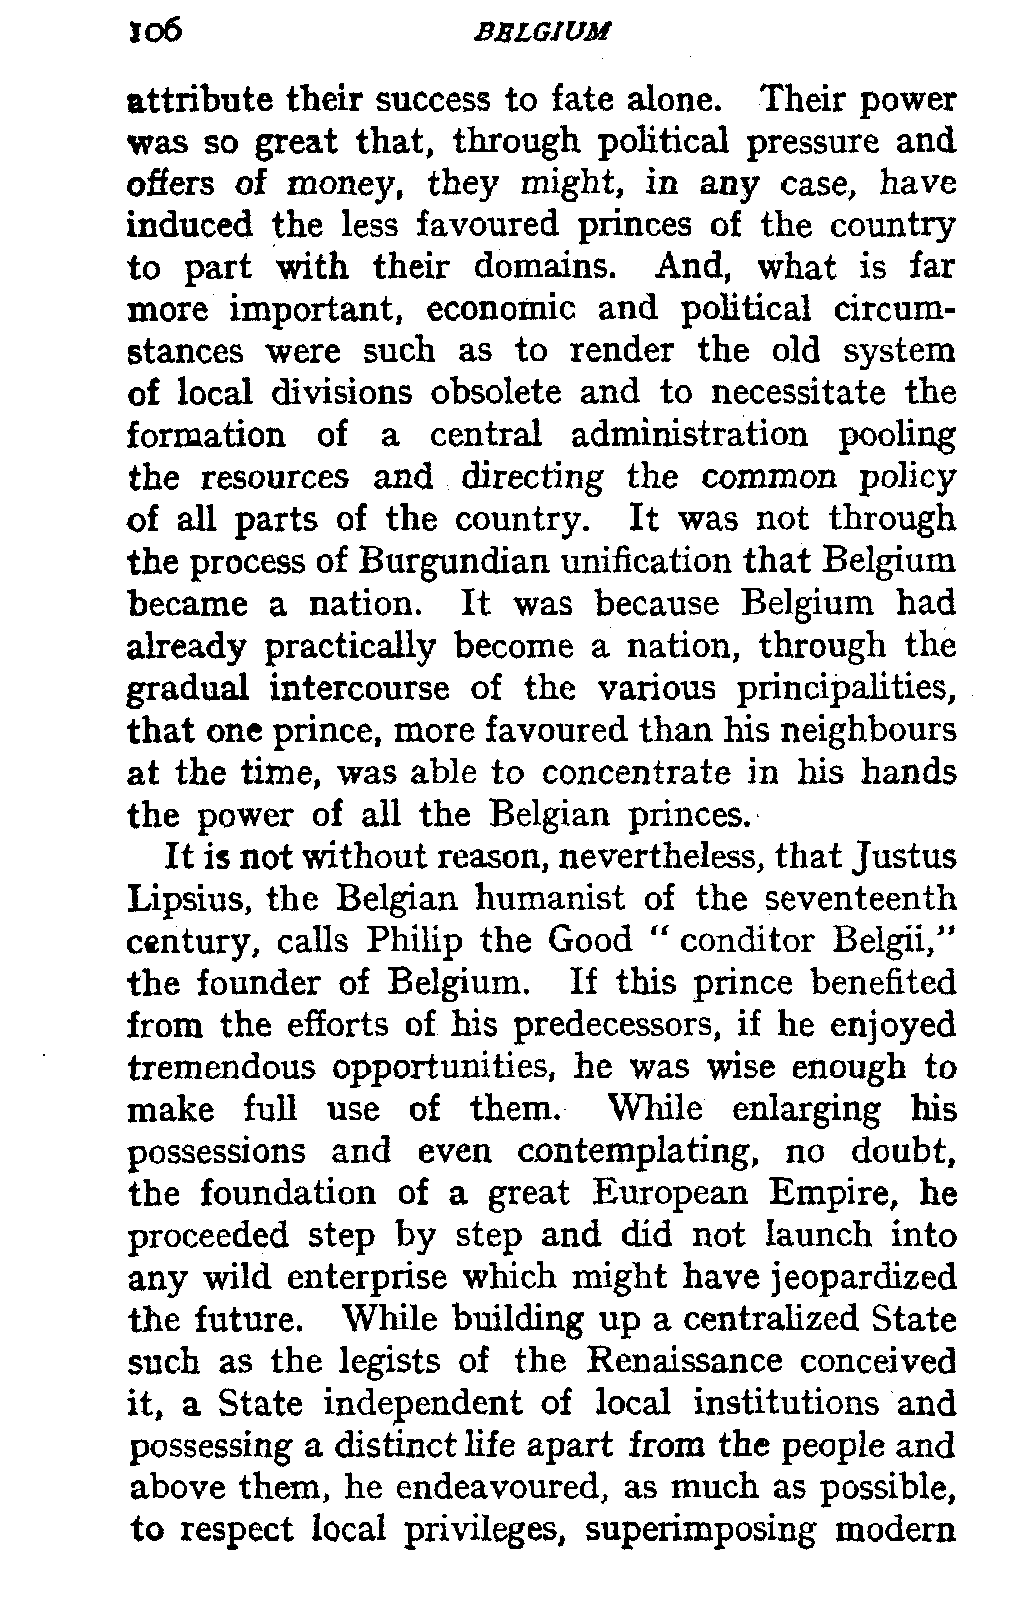 106 BELGIUM
attribute their success to fate alone. Their power
was so great that, through political pressure and
offers of money, they might, in any case, have
induced the less favoured princes of the country
to part with their domains. And, what is far
more important, economic and political circum-
stances were such as to render the old system
of local divisions obsolete and to necessitate the
formation of a central administration pooling
the resources and directing the common policy
of all parts of the country. It was not through
the process of Burgundian unification that Belgium
became a nation. It was because Belgium had
already practically become a nation, through the
gradual intercourse of the various principalities,
that one prince, more favoured than his neighbours
at the time, was able to concentrate in his hands
the power of all the Belgian princes.
It is not without reason, nevertheless, that Justus
Lipsius, the Belgian humanist of the seventeenth
century, calls Philip the Good " conditor Belgii,"
the founder of Belgium. If this prince benefited
from the efforts of his predecessors, if he enjoyed
tremendous opportunities, he was wise enough to
make full use of them. While enlarging his
possessions and even contemplating, no doubt,
the foundation of a great European Empire, he
proceeded step by step and did not launch into
any wild enterprise which might have jeopardized
the future. While building up a centralized State
such as the legists of the Renaissance conceived
it, a State independent of local institutions and
possessing a distinct life apart from the people and
above them, he endeavoured, as much as possible,
to respect local privileges, superimposing modern